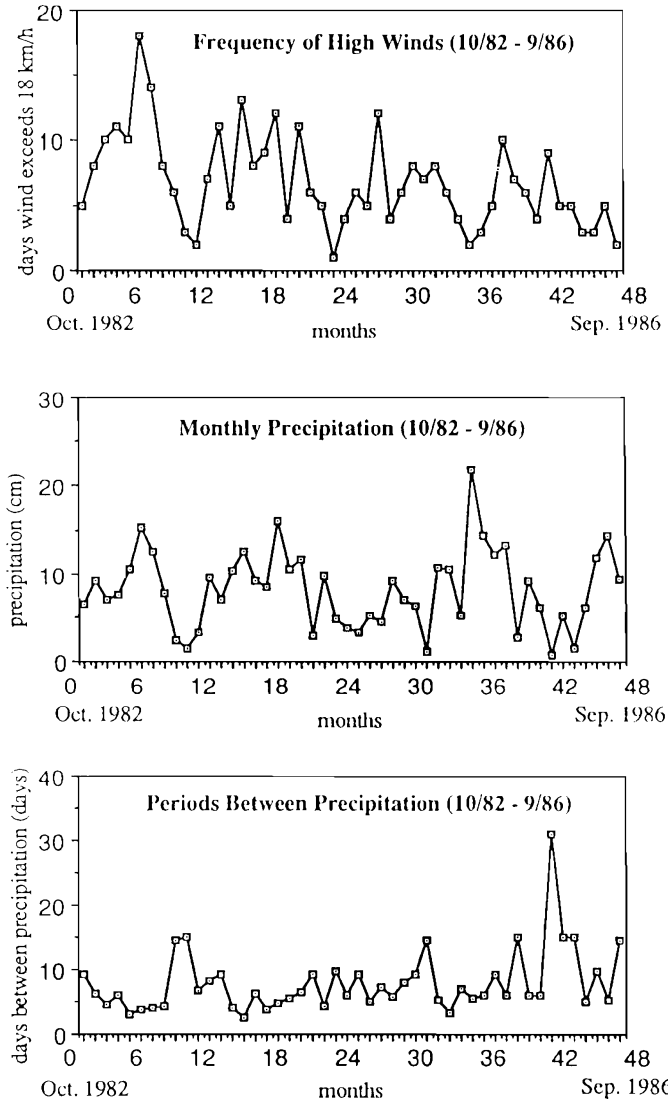 Frequency of High Winds (10/82 - 9/86)
days wind exceeds 18 km/h
20
10
0
0 6 12 18 24 30 36 42 48
Oct. 1982 months Sep. 1986
Monthly Precipitation (10/82 - 9/86)
precipitation (cm)
30
20
10
0
0 6 12 18 24 30 36 42 48
Oct. 1982 months Sep. 1986
Periods Between Precipitation (10/82 - 9/86)
days between precipitation (days)
40
30
20
10
0
0 6 12 18 24 30 36 42 48
Oct. 1982 months Sep. 1986